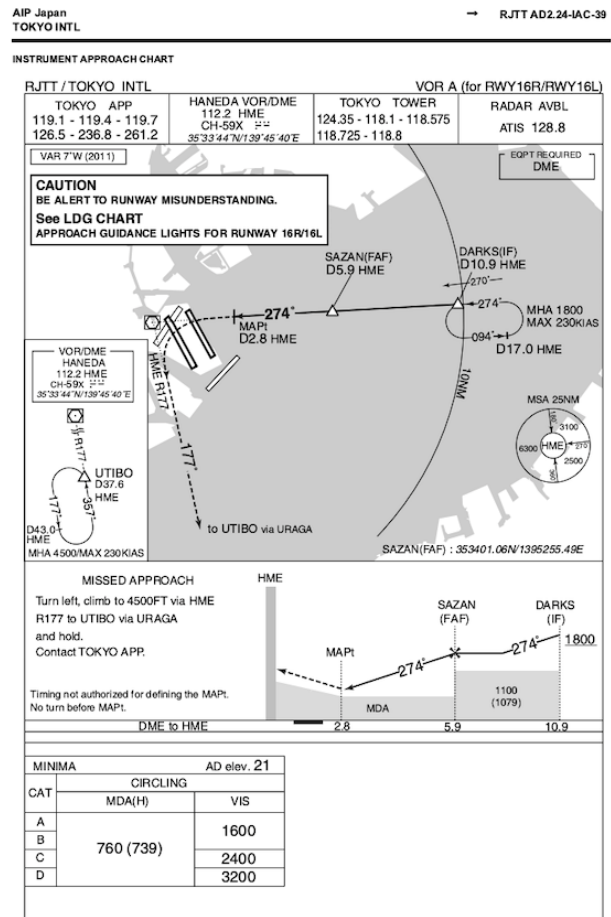 AIP Japan
TOKYO INTL
→ RJTT AD2.24-IAC-39
INSTRUMENT APPROACH CHART
RJTT / TOKYO INTL
VOR A (for RWY16R/RWY16L)
TOKYO APP
119.1 - 119.4 - 119.7
126.5 - 236.8 - 261.2
HANEDA VOR/DME
112.2 HME
CH-59X
35°33'44"N/139°45'40"E
TOKYO TOWER
124.35 - 118.1 - 118.575
118.725 - 118.8
RADAR AVBL
ATIS 128.8
VAR 7°W (2011)
EQPT REQUIRED
DME
CAUTION
BE ALERT TO RUNWAY MISUNDERSTANDING.
See LDG CHART
APPROACH GUIDANCE LIGHTS FOR RUNWAY 16R/16L
SAZAN(FAF)
D5.9 HME
DARKS(IF)
D10.9 HME
270°
274°
274°
MAPt
D2.8 HME
MHA 1800
MAX 230KIAS
094°
D17.0 HME
10NM
HME R177
177°
to UTIBO via URAGA
VOR/DME
HANEDA
112.2 HME
CH-59X
35°33'44"N/139°45'40"E
R177
UTIBO
D37.6
HME
177°
357°
D43.0
HME
MHA 4500/MAX 230KIAS
MSA 25NM
180°
3100
6300
HME
270°
2500
360°
SAZAN(FAF) : 353401.06N/1395255.49E
MISSED APPROACH
Turn left, climb to 4500FT via HME
R177 to UTIBO via URAGA
and hold.
Contact TOKYO APP.
Timing not authorized for defining the MAPt.
No turn before MAPt.
HME
MAPt
SAZAN
(FAF)
DARKS
(IF)
1800
274°
274°
MDA
1100
(1079)
DME to HME
2.8
5.9
10.9
MINIMA
AD elev. 21
CAT
CIRCLING
MDA(H)
VIS
A
B
C
D
760 (739)
1600
2400
3200